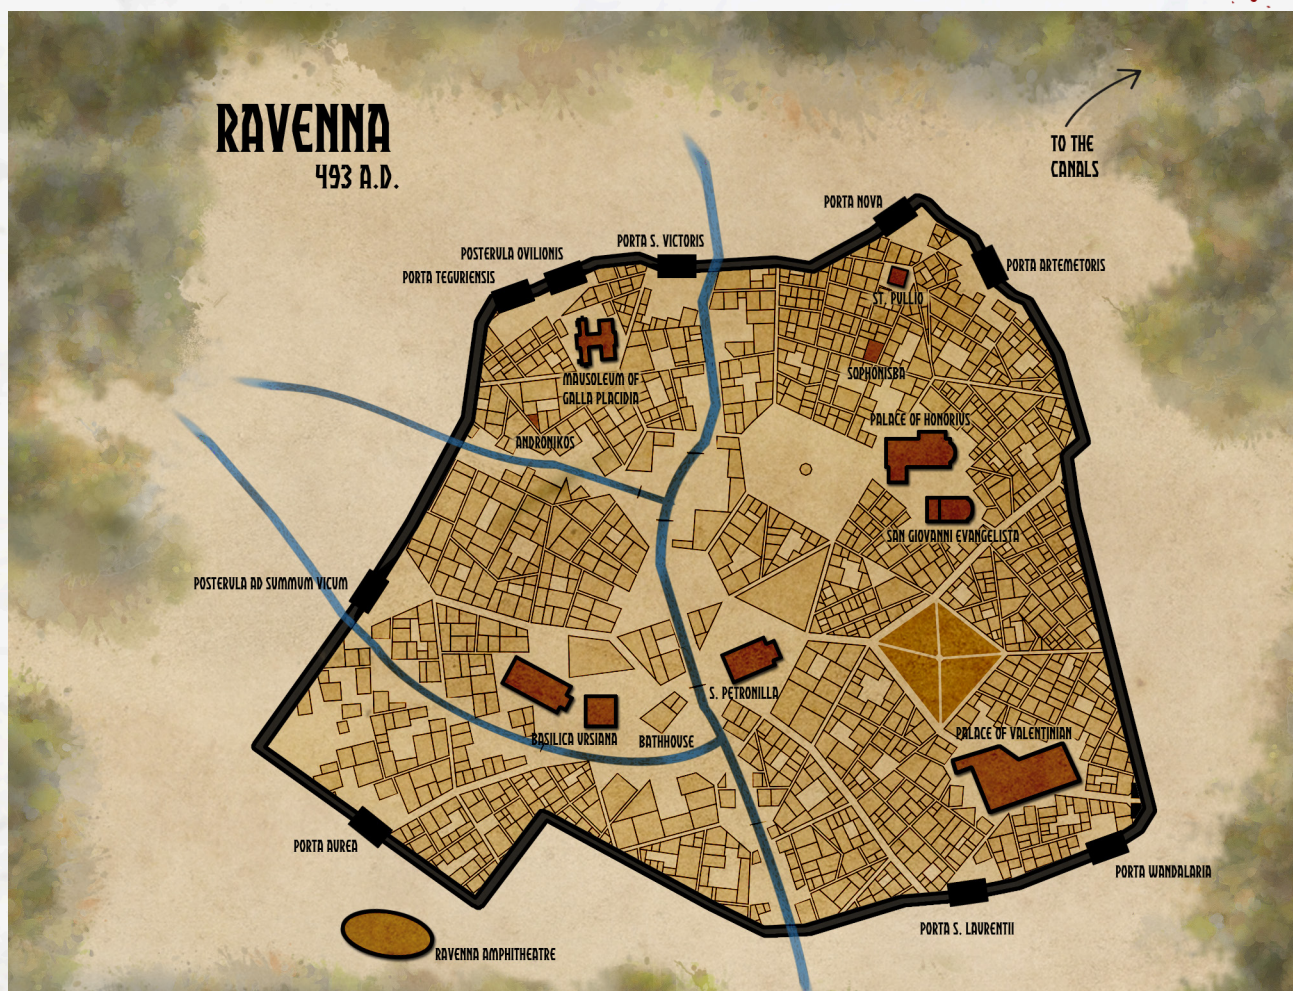 RAVENNA
493 A.D.
TO THE
CANALS
PORTA NOVA
PORTA S. VICTORIS
POSTERULA OVILIONIS
PORTA TEGURIENSIS
PORTA ARTEMETORIS
ST. PULLIO
MAUSOLEUM OF
GALLA PLACIDIA
SOPHONISBA
PALACE OF HONORIUS
ANDRONIKOS
SAN GIOVANNI EVANGELISTA
POSTERULA AD SUMMUM VICUM
S. PETRONILLA
BASILICA URSIANA
BATHHOUSE
PALACE OF VALENTINIAN
PORTA AUREA
PORTA WANDALARIA
PORTA S. LAURENTII
RAVENNA AMPHITHEATRE